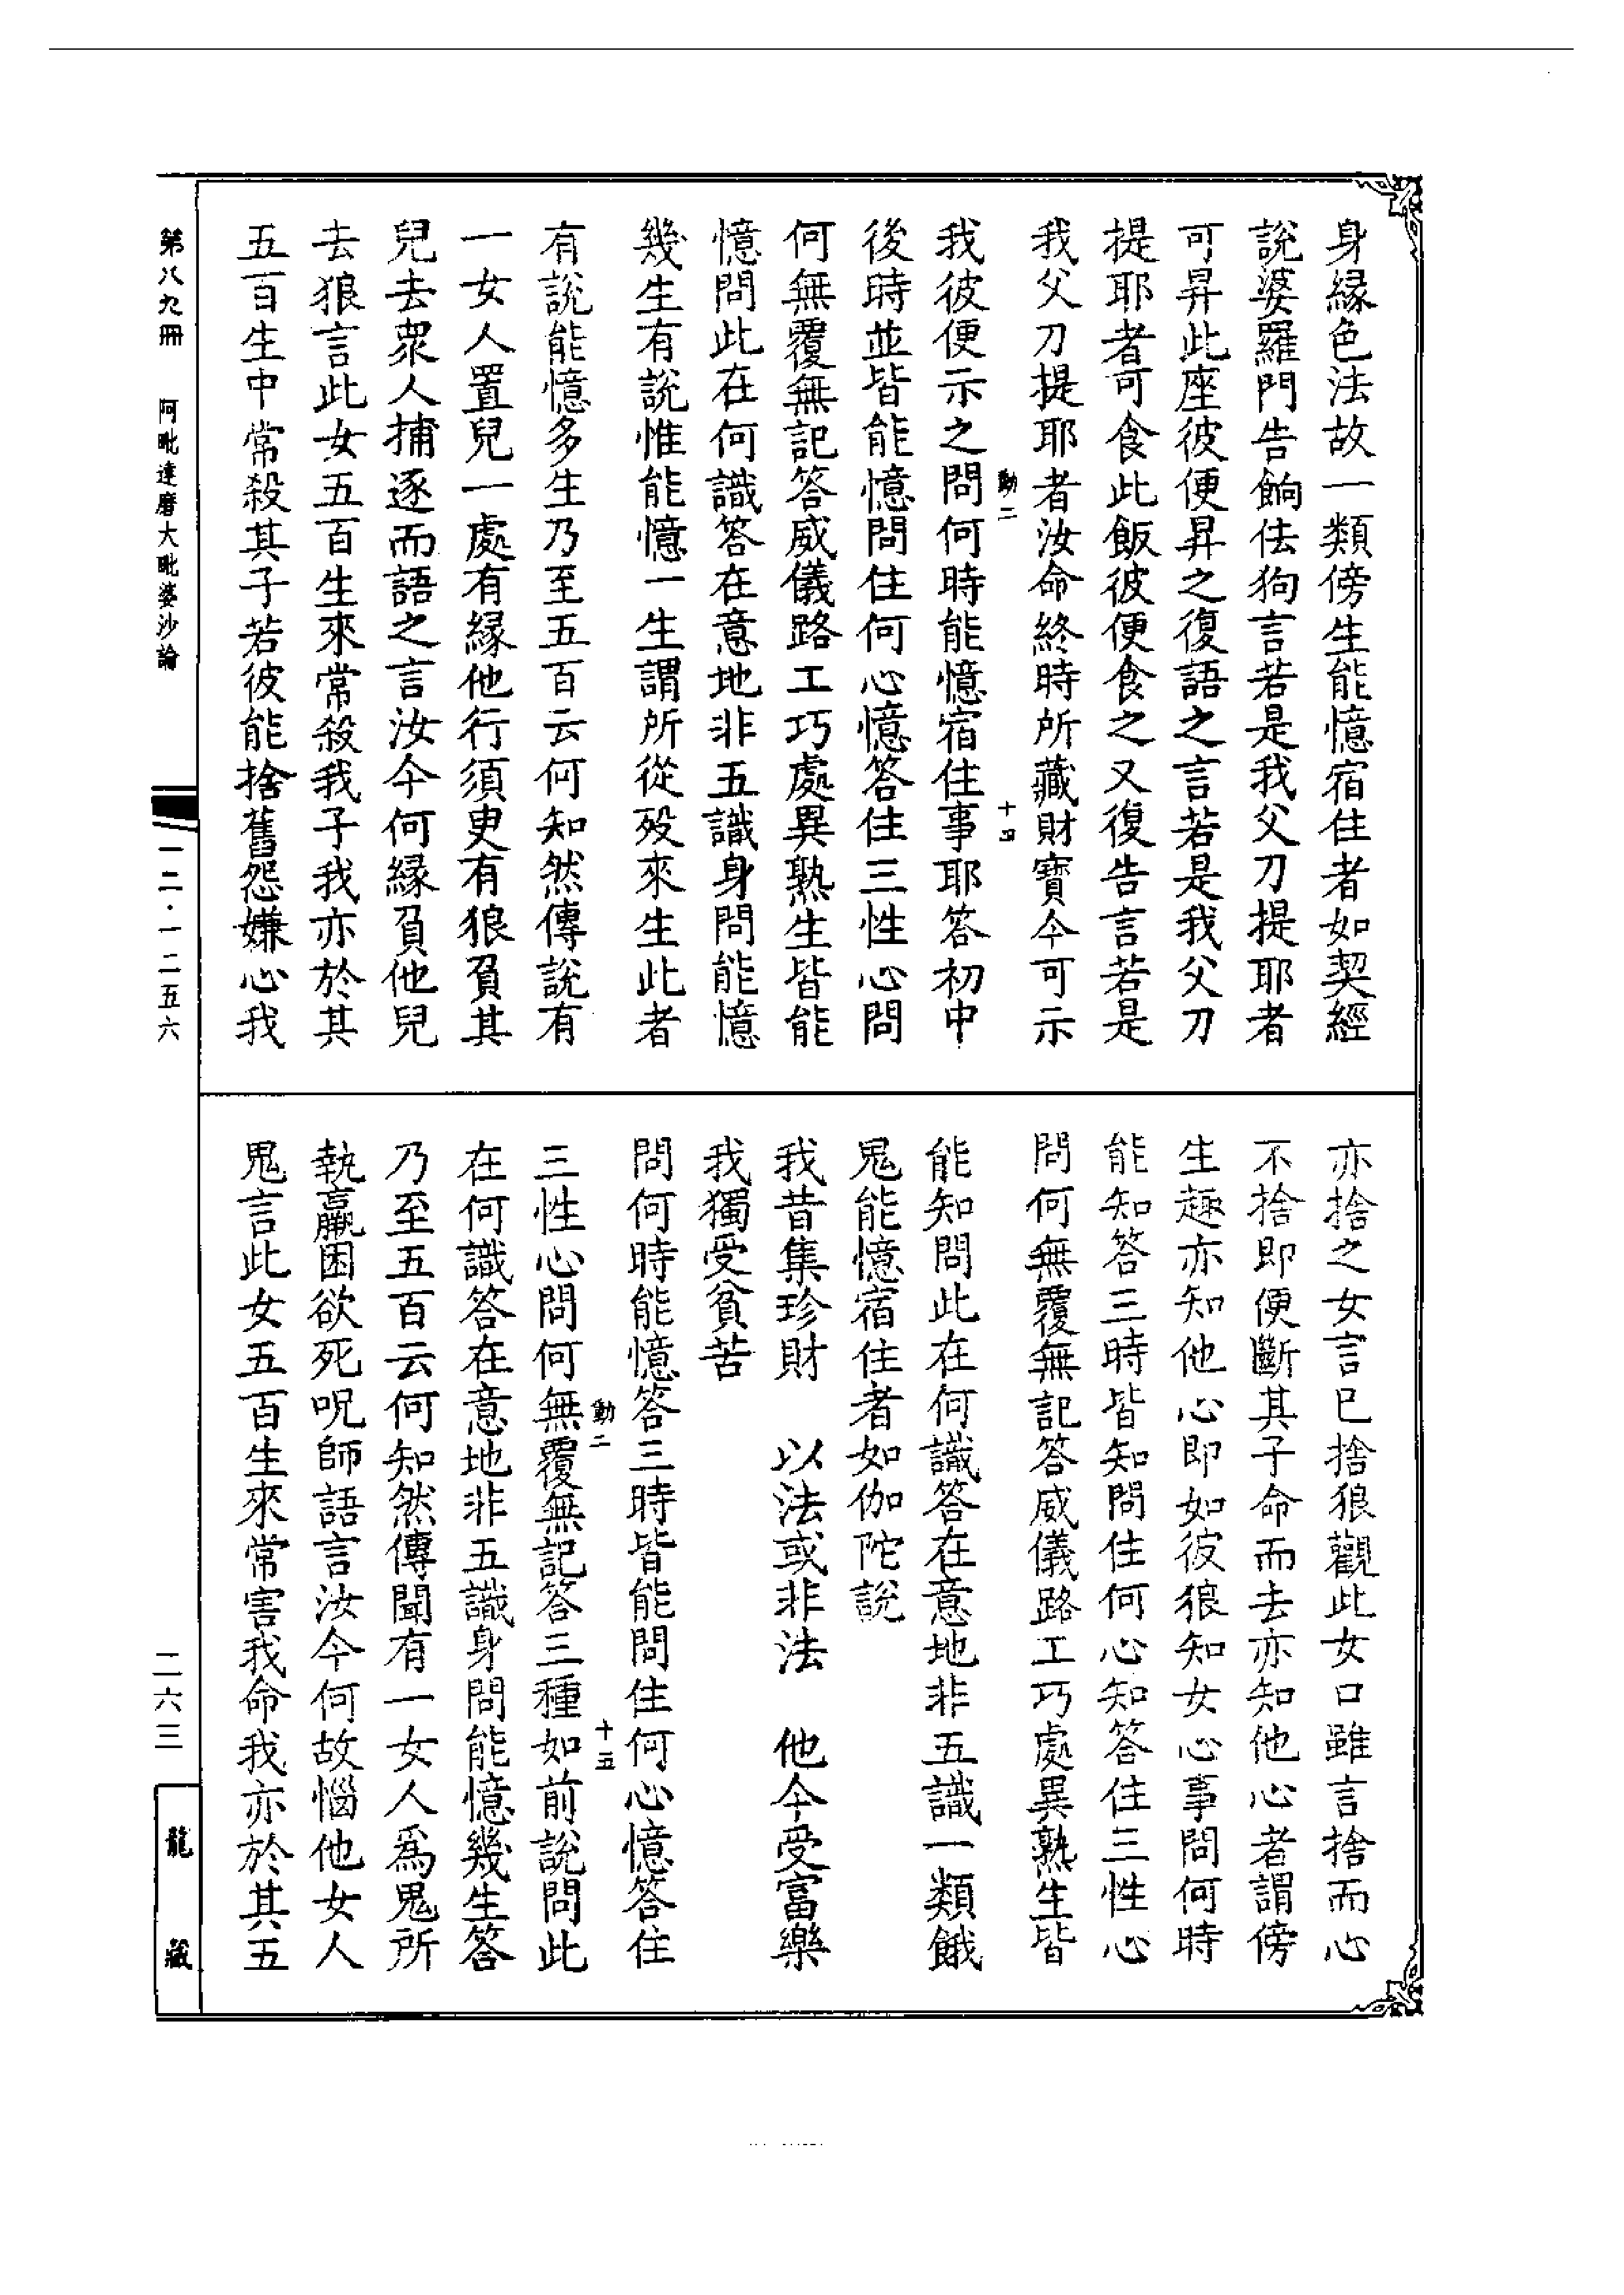 身緣色法故一類傍生能憶宿住者如契經
說婆羅門告餉佉狗言若是我父刀提耶者
可昇此座彼便昇之復語之言若是我父刀
提耶者可食此飯彼便食之又復告言若是
我父刀提耶者汝命終時所藏財寶今可示
動二
十四
我彼便示之問何時能憶宿住事耶答初中
後時並皆能憶問住何心憶答住三性心問
何無覆無記答威儀路工巧處異熟生皆能
憶問此在何識答在意地非五識身問能憶
幾生有說惟能憶一生謂所從歿來生此者
有說能憶多生乃至五百云何知然傳說有
一女人置兒一處有緣他行須臾有狼負其
兒去眾人捕逐而語之言汝今何緣負他兒
去狼言此女五百生來常殺我子我亦於其
五百生中常殺其子若彼能捨舊怨嫌心我
亦捨之女言已捨狼觀此女口雖言捨而心
不捨即便斷其子命而去亦知他心者謂傍
生趣亦知他心即如彼狼知女心事問何時
能知答三時皆知問住何心知答住三性心
問何無覆無記答威儀路工巧處異熟生皆
能知問此在何識答在意地非五識一類餓
鬼能憶宿住者如伽陀說
我昔集珍財 以法或非法 他今受富樂
我獨受貧苦
問何時能憶答三時皆能問住何心憶答住
動二
十五
三性心問何無覆無記答三種如前說問此
在何識答在意地非五識身問能憶幾生答
乃至五百云何知然傳聞有一女人爲鬼所
執羸困欲死呪師語言汝今何故惱他女人
鬼言此女五百生來常害我命我亦於其五
第八九冊 阿毗達磨大毗婆沙論
一二·一二五六
二六三
龍藏